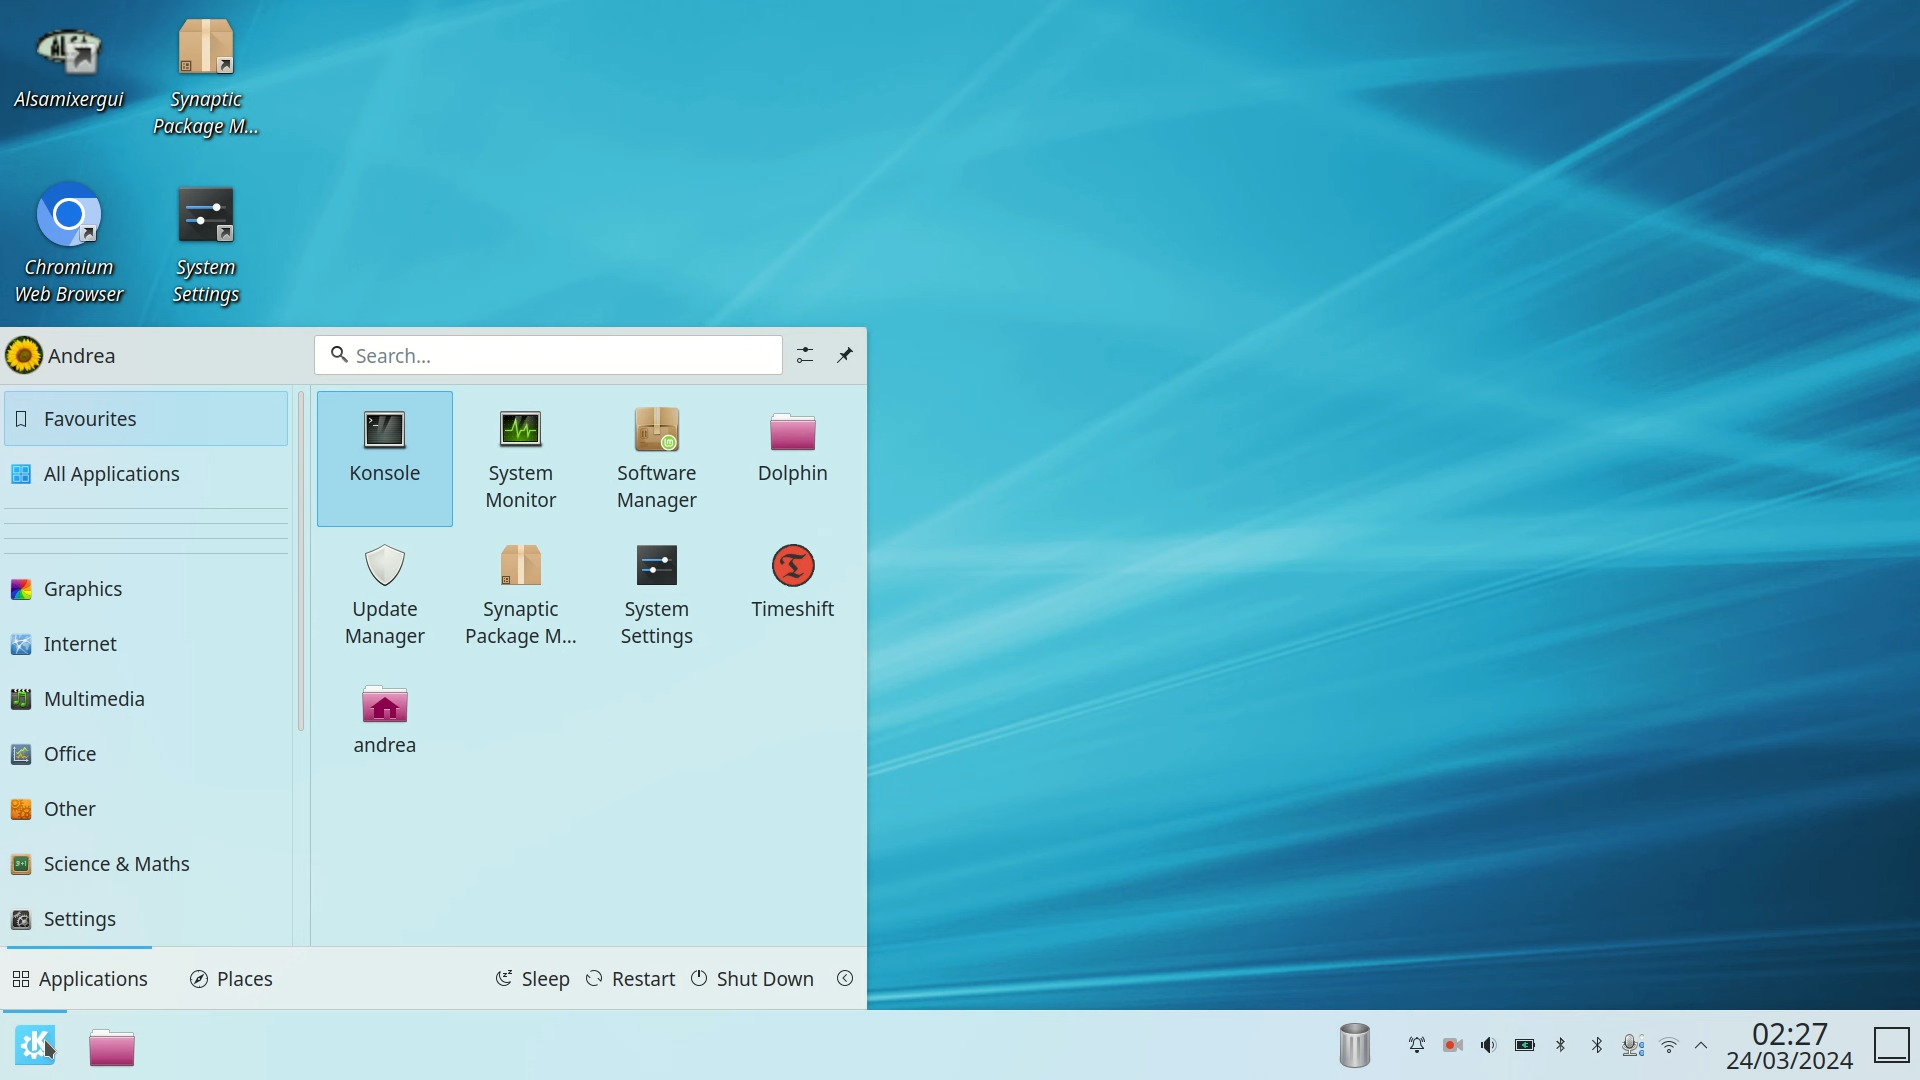 Alsamixergui
Synaptic
Package M...
Chromium
Web Browser
System
Settings
Andrea
Search...
Favourites
All Applications
Graphics
Internet
Multimedia
Office
Other
Science & Maths
Settings
Konsole
System
Monitor
Software
Manager
Dolphin
Update
Manager
Synaptic
Package M...
System
Settings
Timeshift
andrea
Applications
Places
Sleep
Restart
Shut Down
02:27
24/03/2024